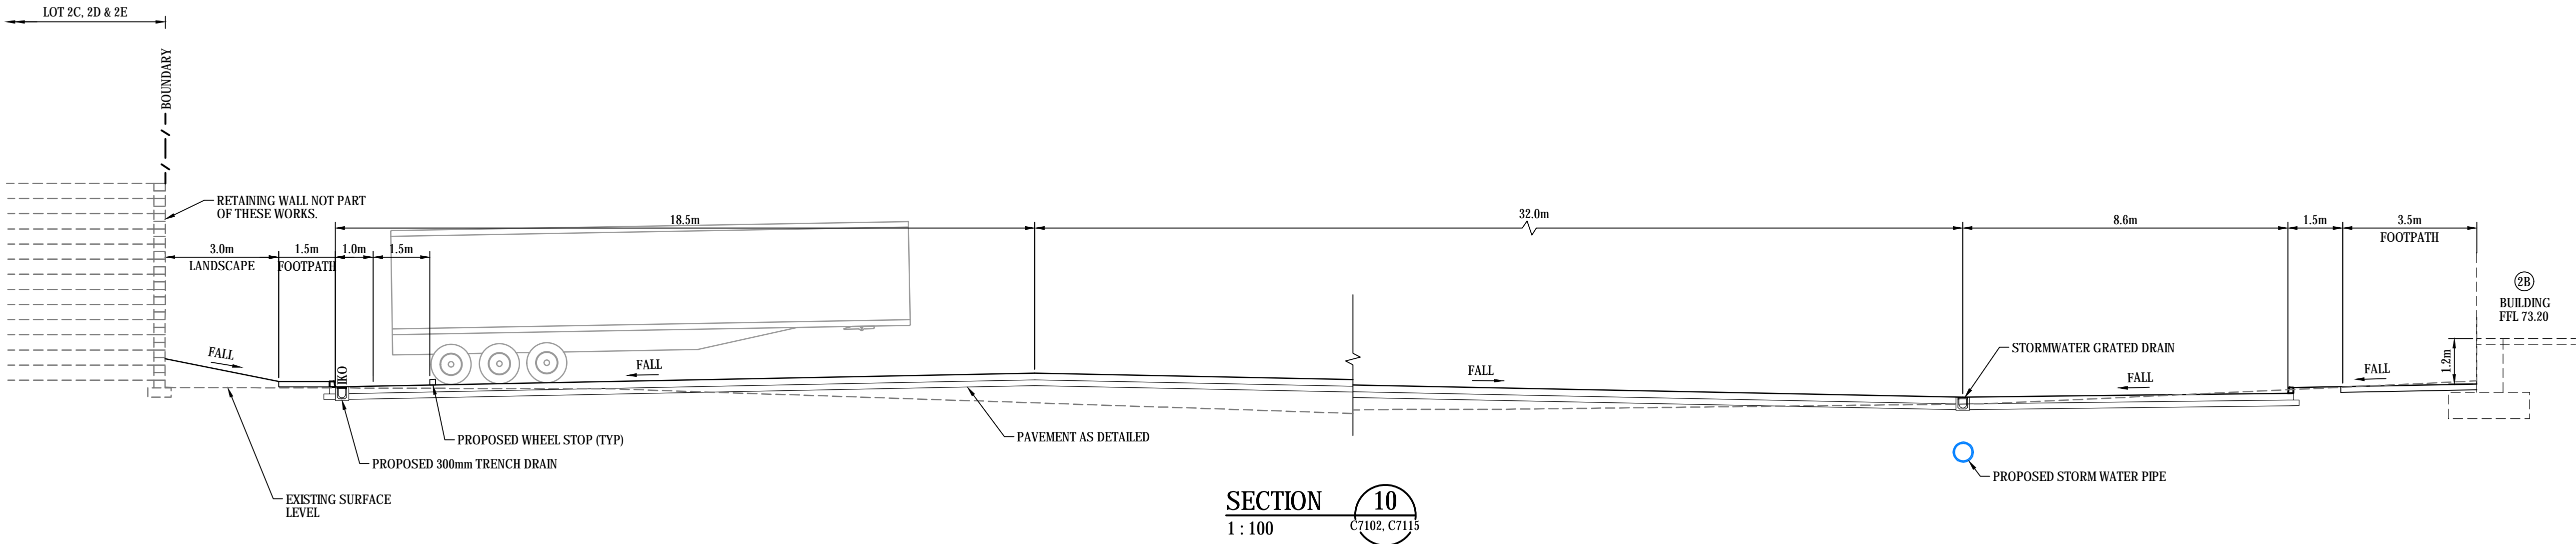 LOT 2C, 2D & 2E
BOUNDARY
RETAINING WALL NOT PART
OF THESE WORKS.
18.5m
32.0m
8.6m
1.5m
3.5m
FOOTPATH
3.0m
LANDSCAPE
1.5m
FOOTPATH
1.0m
1.5m
2B
BUILDING
FFL 73.20
1.2m
FALL
IKO
FALL
FALL
STORMWATER GRATED DRAIN
FALL
FALL
PROPOSED WHEEL STOP (TYP)
PAVEMENT AS DETAILED
PROPOSED 300mm TRENCH DRAIN
PROPOSED STORM WATER PIPE
EXISTING SURFACE
LEVEL
SECTION
10
1 : 100
C7102, C7115